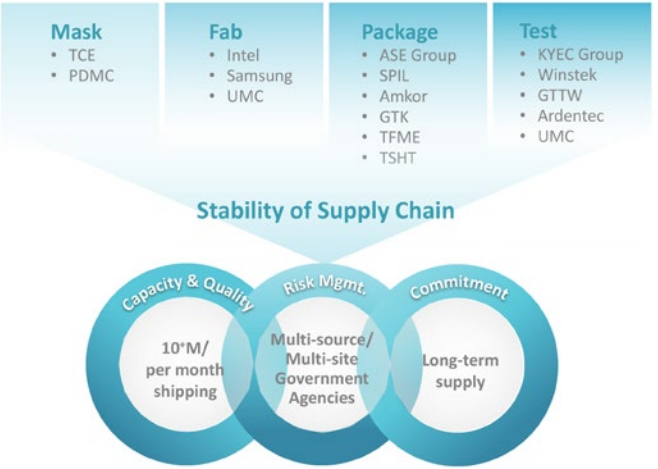 Mask
• TCE
• PDMC
Fab
• Intel
• Samsung
• UMC
Package
• ASE Group
• SPIL
• Amkor
• GTK
• TFME
• TSHT
Test
• KYEC Group
• Winstek
• GTTW
• Ardentec
• UMC
Stability of Supply Chain
Capacity & Quality
10+M/
per month
shipping
Risk Mgmt.
Multi-source/
Multi-site
Government
Agencies
Commitment
Long-term
supply